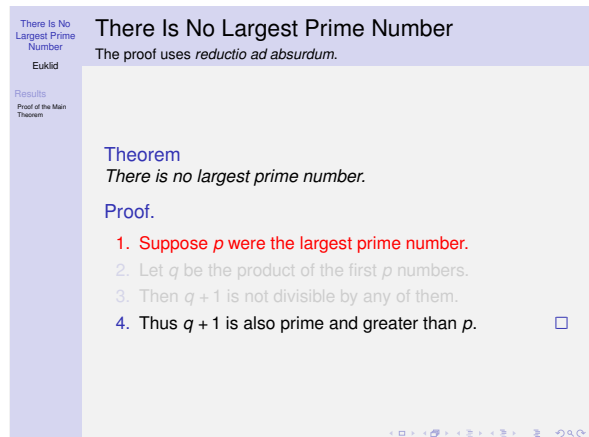 There Is No
Largest Prime
Number
Euklid
Results
Proof of the Main
Theorem
There Is No Largest Prime Number
The proof uses reductio ad absurdum.
Theorem
There is no largest prime number.
Proof.
1. Suppose p were the largest prime number.
2. Let q be the product of the first p numbers.
3. Then q + 1 is not divisible by any of them.
4. Thus q + 1 is also prime and greater than p. □